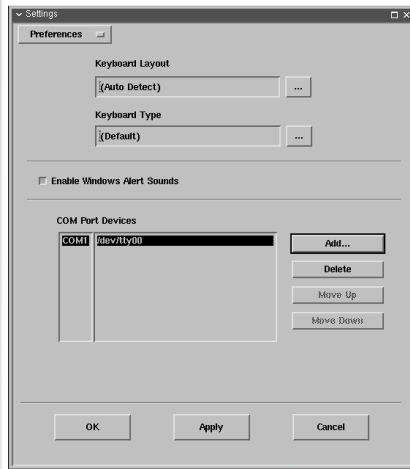 Settings
Preferences
Keyboard Layout
(Auto Detect)
...
Keyboard Type
(Default)
...
Enable Windows Alert Sounds
COM Port Devices
COM1 /dev/tty00
Add...
Delete
Move Up
Move Down
OK Apply Cancel